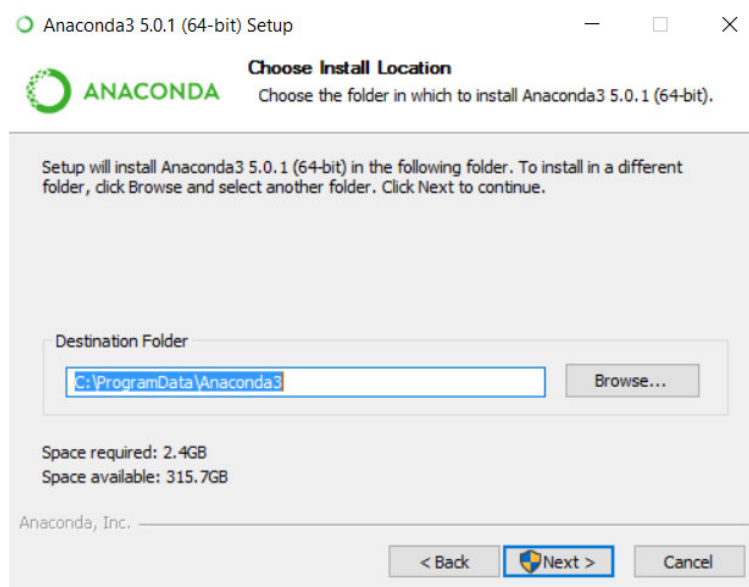 Anaconda3 5.0.1 (64-bit) Setup
ANACONDA
Choose Install Location
Choose the folder in which to install Anaconda3 5.0.1 (64-bit).
Setup will install Anaconda3 5.0.1 (64-bit) in the following folder. To install in a different
folder, click Browse and select another folder. Click Next to continue.
Destination Folder
C:\ProgramData\Anaconda3
Browse...
Space required: 2.4GB
Space available: 315.7GB
Anaconda, Inc.
< Back
Next >
Cancel